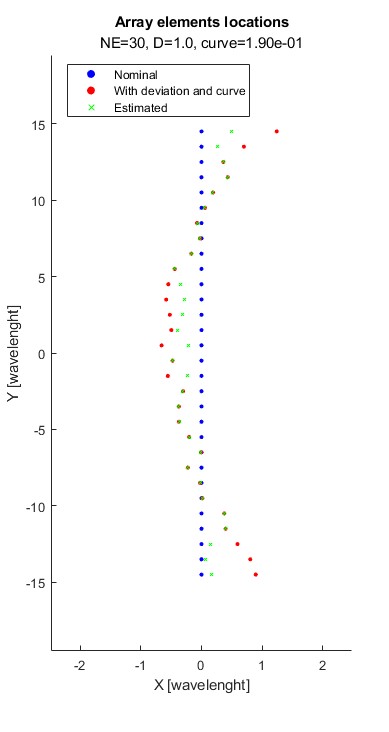 Array elements locations
NE=30, D=1.0, curve=1.90e-01
Nominal
With deviation and curve
Estimated
15
10
5
0
-5
-10
-15
Y [wavelenght]
-2 -1 0 1 2
X [wavelenght]